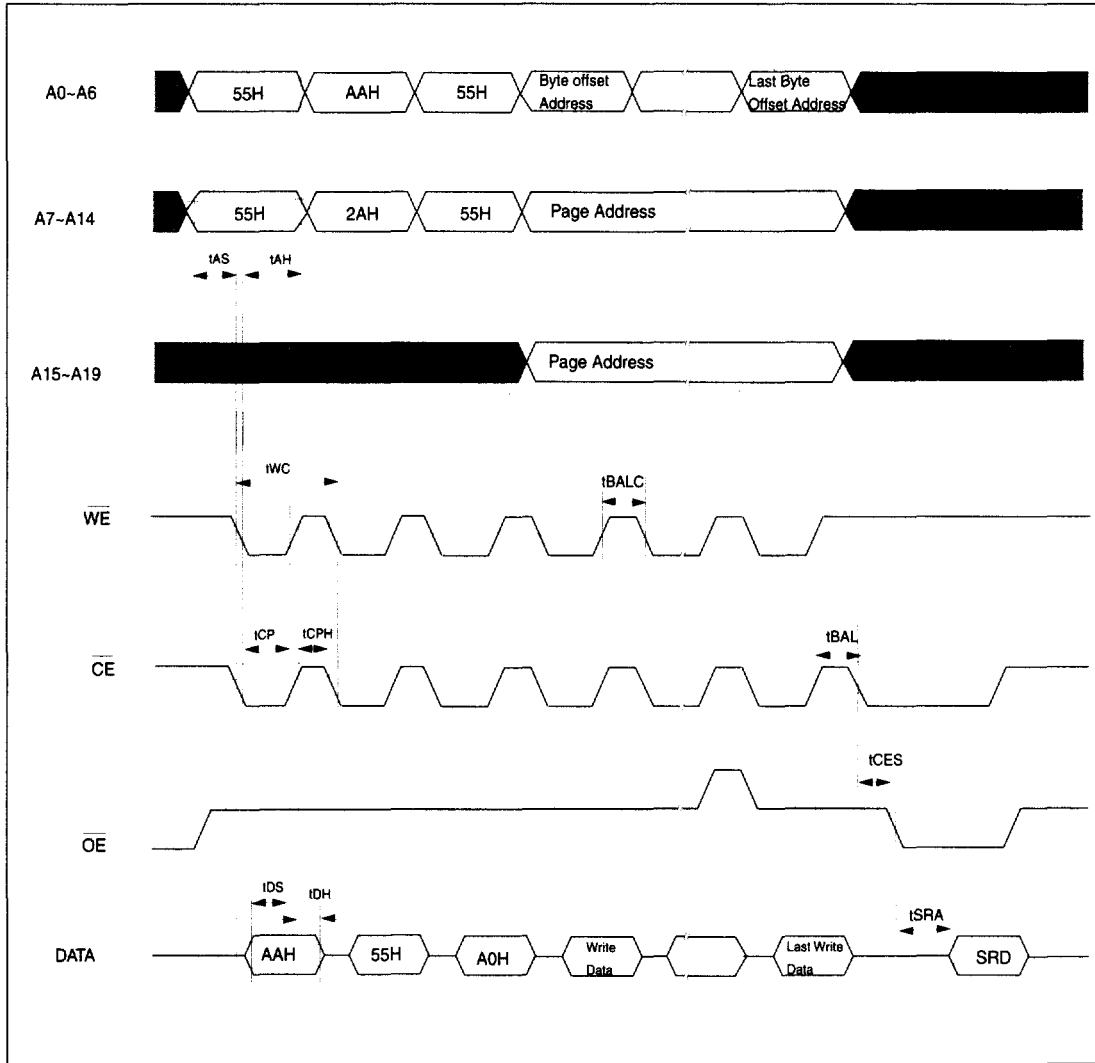 A0~A6
55H
AAH
55H
Byte offset
Address
Last Byte
Offset Address
A7~A14
55H
2AH
55H
Page Address
tAS
tAH
A15~A19
Page Address
tWC
tBALC
WE
tCP
tCPH
tBAL
CE
tCES
OE
tDS
tDH
tSRA
DATA
AAH
55H
A0H
Write
Data
Last Write
Data
SRD